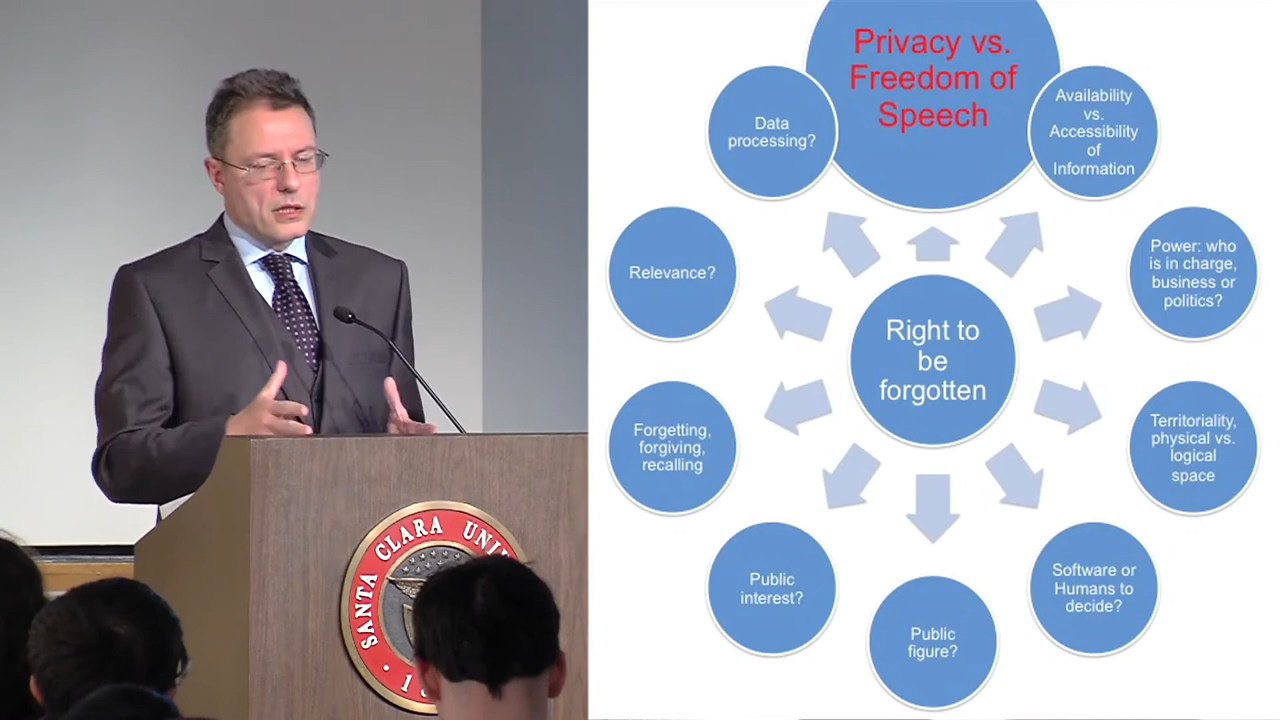 Privacy vs.
Freedom of
Speech
Data
processing?
Availability
vs.
Accessibility
of
Information
Relevance?
Power: who
is in charge,
business or
politics?
Right to
be
forgotten
Forgetting,
forgiving,
recalling
Territoriality,
physical vs.
logical
space
Public
interest?
Software or
Humans to
decide?
Public
figure?
SANTA CLARA